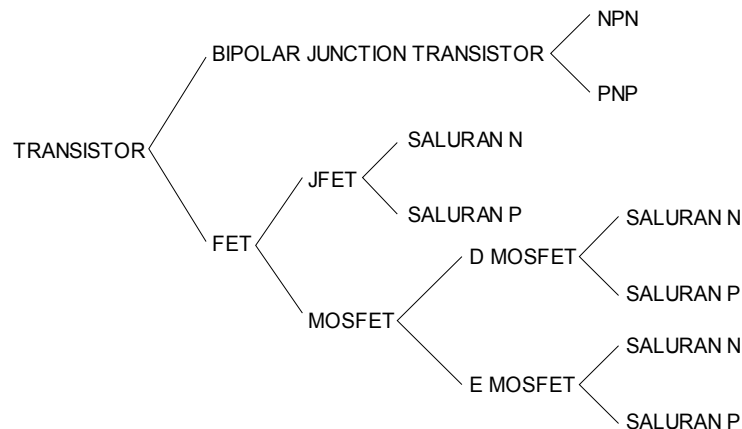 TRANSISTOR
BIPOLAR JUNCTION TRANSISTOR
NPN
PNP
FET
JFET
SALURAN N
SALURAN P
MOSFET
D MOSFET
SALURAN N
SALURAN P
E MOSFET
SALURAN N
SALURAN P